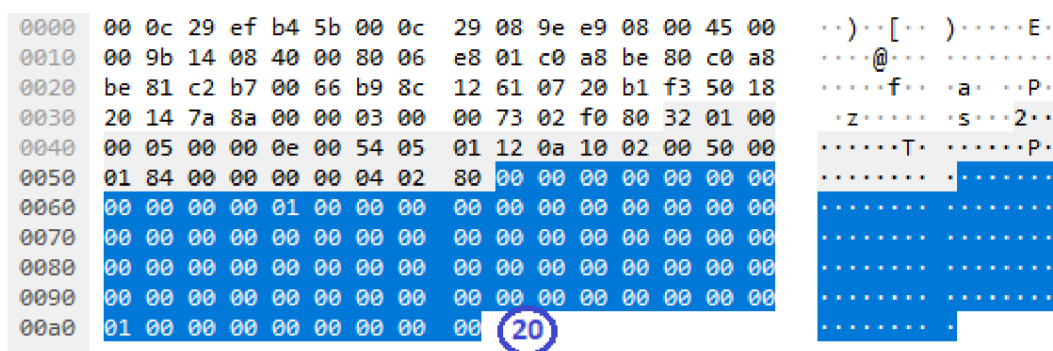 0000 00 0c 29 ef b4 5b 00 0c 29 08 9e e9 08 00 45 00 ··)··[·· )·····E·
0010 00 9b 14 08 40 00 80 06 e8 01 c0 a8 be 80 c0 a8 ····@··· ········
0020 be 81 c2 b7 00 66 b9 8c 12 61 07 20 b1 f3 50 18 ·····f·· ·a· ··P·
0030 20 14 7a 8a 00 00 03 00 00 73 02 f0 80 32 01 00 ·z····· ·s···2··
0040 00 05 00 00 0e 00 54 05 01 12 0a 10 02 00 50 00 ······T· ······P·
0050 01 84 00 00 00 00 04 02 80 00 00 00 00 00 00 00 ········ ········
0060 00 00 00 00 01 00 00 00 00 00 00 00 00 00 00 00 ········ ········
0070 00 00 00 00 00 00 00 00 00 00 00 00 00 00 00 00 ········ ········
0080 00 00 00 00 00 00 00 00 00 00 00 00 00 00 00 00 ········ ········
0090 00 00 00 00 00 00 00 00 00 00 00 00 00 00 00 00 ········ ········
00a0 01 00 00 00 00 00 00 00 00 20 ········ ·